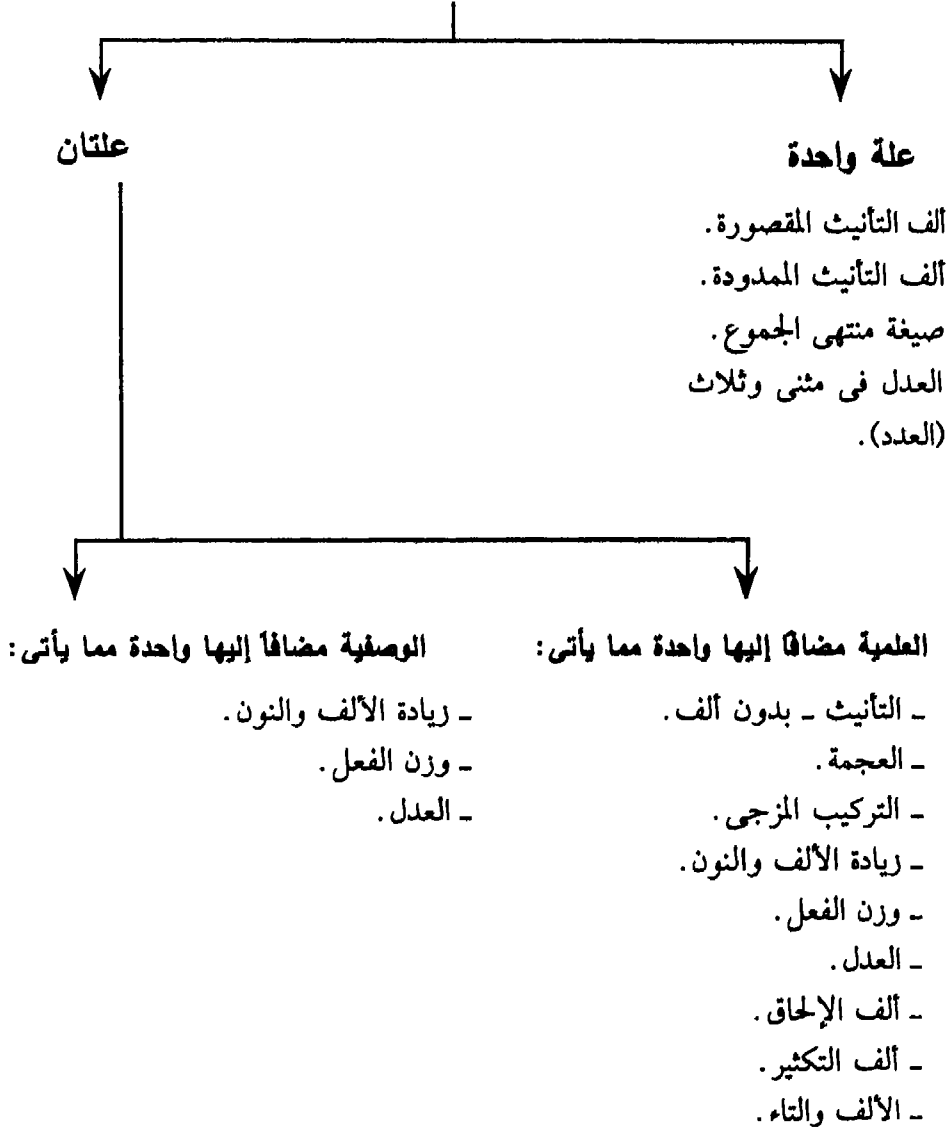 علة واحدة
ألف التأنيث المقصورة.
ألف التأنيث الممدودة.
صيغة منتهى الجموع.
العدل فى مثنى وثلاث
(العدد).
علتان
العلمية مضافًا إليها واحدة مما يأتى:
ـ التأنيث ـ بدون ألف.
ـ العجمة.
ـ التركيب المزجى.
ـ زيادة الألف والنون.
ـ وزن الفعل.
ـ العدل.
ـ ألف الإلحاق.
ـ ألف التكثير.
ـ الألف والتاء.
الوصفية مضافًا إليها واحدة مما يأتى:
ـ زيادة الألف والنون.
ـ وزن الفعل.
ـ العدل.